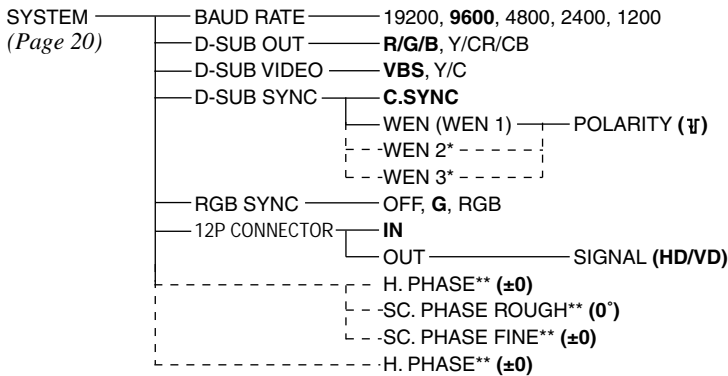 SYSTEM BAUD RATE 19200, 9600, 4800, 2400, 1200
(Page 20) D-SUB OUT R/G/B, Y/CR/CB
D-SUB VIDEO VBS, Y/C
D-SUB SYNC C.SYNC
WEN (WEN 1) POLARITY ( )
WEN 2*
WEN 3*
RGB SYNC OFF, G, RGB
12P CONNECTOR IN
OUT SIGNAL (HD/VD)
H. PHASE** (±0)
SC. PHASE ROUGH** (0°)
SC. PHASE FINE** (±0)
H. PHASE** (±0)